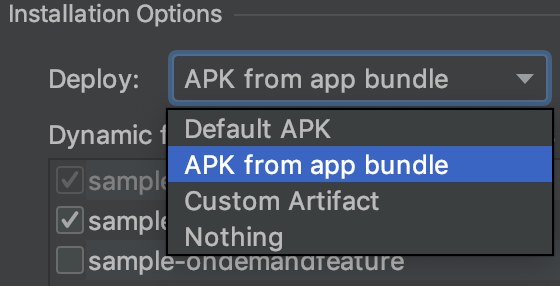 Installation Options
Deploy: APK from app bundle
Default APK
Dynamic f
APK from app bundle
sample
Custom Artifact
sample
Nothing
sample-ondemandfeature